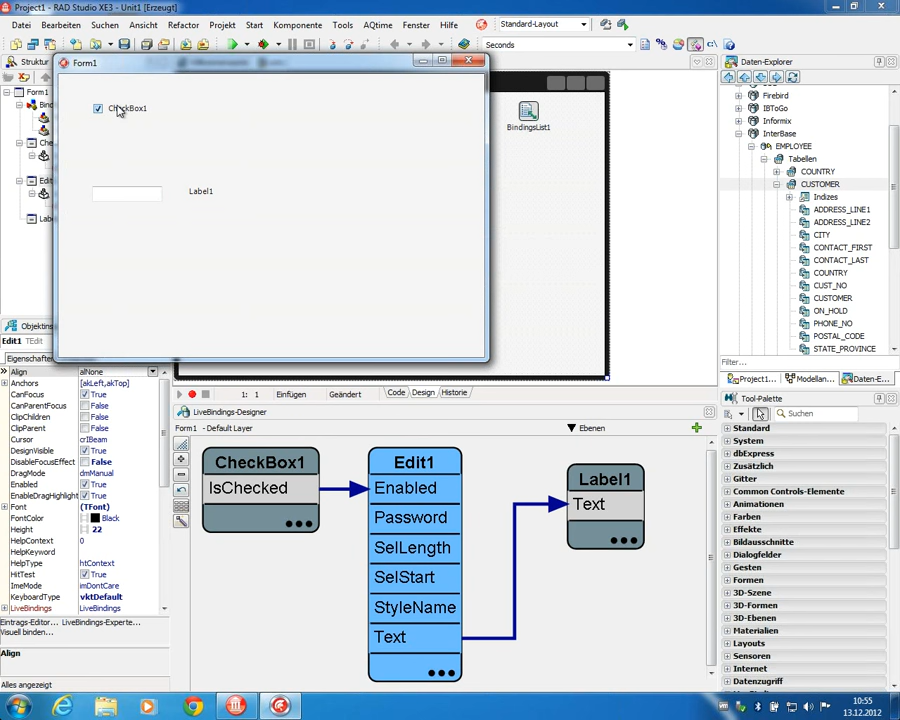 Project1 - RAD Studio XE3 - Unit1 [Erzeugt]
Datei Bearbeiten Suchen Ansicht Refactor Projekt Start Komponente Tools AQtime Fenster Hilfe
Standard-Layout
Seconds
Struktur
Form1
Form1
CheckBox1
Label1
BindingsList1
Bind
Che
Edit
Labe
Daten-Explorer
Firebird
IBToGo
Informix
InterBase
EMPLOYEE
Tabellen
COUNTRY
CUSTOMER
Indizes
ADDRESS_LINE1
ADDRESS_LINE2
CITY
CONTACT_FIRST
CONTACT_LAST
COUNTRY
CUST_NO
CUSTOMER
ON_HOLD
PHONE_NO
POSTAL_CODE
STATE_PROVINCE
Filter...
Project1... Modellan... Daten-E...
Objektins
Edit1 TEdit
Eigenschaften
Align alNone
Anchors [akLeft,akTop]
CanFocus True
CanParentFocus False
ClipChildren False
ClipParent False
Cursor crIBeam
DesignVisible True
DisableFocusEffect False
DragMode dmManual
Enabled True
EnableDragHighlight True
Font (TFont)
FontColor Black
Height 22
HelpContext 0
HelpKeyword
HelpType htContext
HitTest True
ImeMode imDontCare
KeyboardType vktDefault
LiveBindings LiveBindings
Eintrags-Editor... LiveBindings-Experte...
Visuell binden...
Align
Alles angezeigt
1: 1 Einfügen Geändert Code Design Historie
LiveBindings-Designer
Form1 - Default Layer
Ebenen
CheckBox1
IsChecked
Edit1
Enabled
Password
SelLength
SelStart
StyleName
Text
Label1
Text
Tool-Palette
Suchen
Standard
System
dbExpress
Zusätzlich
Gitter
Common Controls-Elemente
Animationen
Farben
Effekte
Bildausschnitte
Dialogfelder
Gesten
Formen
3D-Szene
3D-Formen
3D-Ebenen
Materialien
Layouts
Sensoren
Internet
Datenzugriff
10:55
13.12.2012